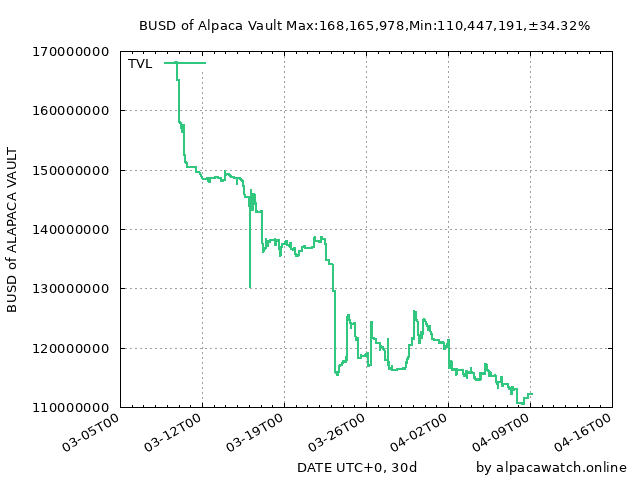 BUSD of Alpaca Vault Max:168,165,978,Min:110,447,191,±34.32%
170000000
TVL
160000000
150000000
140000000
130000000
120000000
110000000
BUSD of ALAPACA VAULT
03-05T00
03-12T00
03-19T00
03-26T00
04-02T00
04-09T00
04-16T00
DATE UTC+0, 30d
by alpacawatch.online